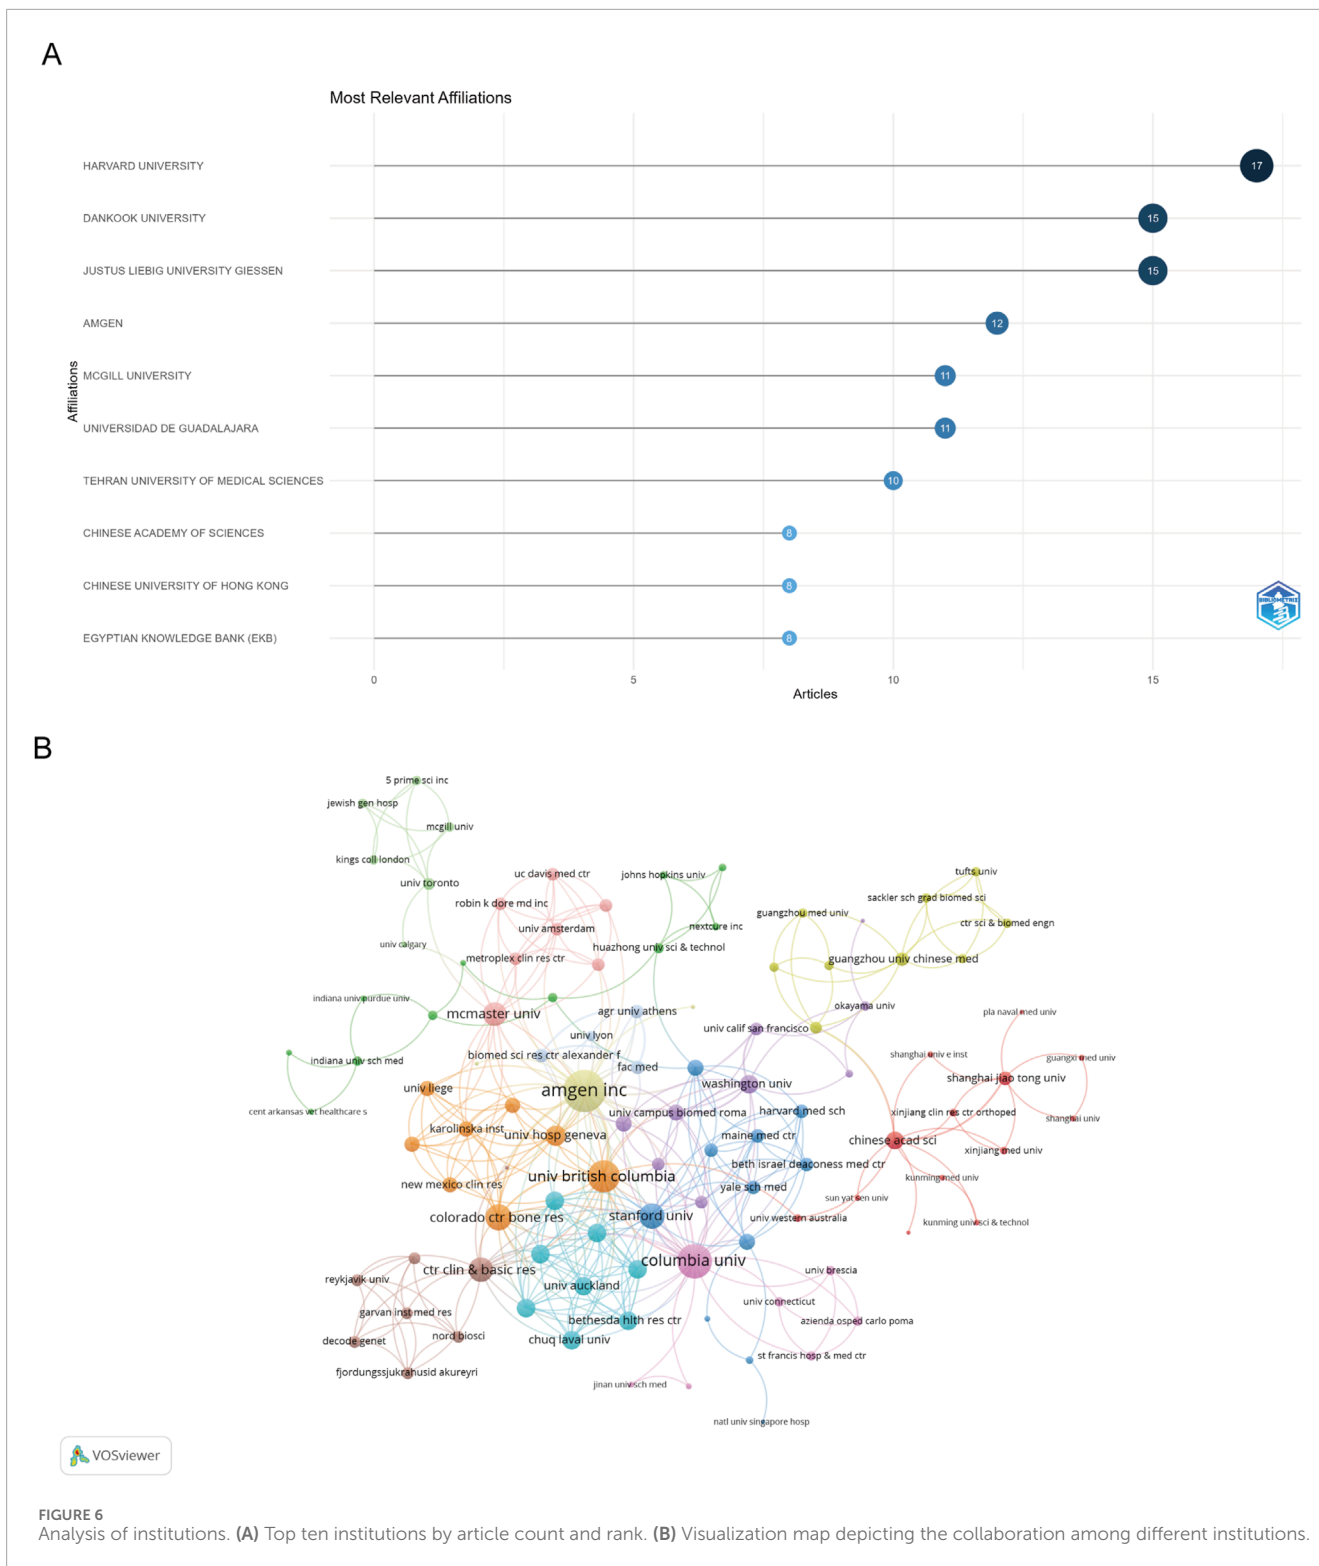 A
Most Relevant Affiliations
HARVARD UNIVERSITY
17
DANKOOK UNIVERSITY
15
JUSTUS LIEBIG UNIVERSITY GIESSEN
15
AMGEN
12
MCGILL UNIVERSITY
11
UNIVERSIDAD DE GUADALAJARA
11
TEHRAN UNIVERSITY OF MEDICAL SCIENCES
10
CHINESE ACADEMY OF SCIENCES
8
CHINESE UNIVERSITY OF HONG KONG
8
EGYPTIAN KNOWLEDGE BANK (EKB)
8
Affiliations
BIBLIOMETRIX
0 5 10 15
Articles
B
5 prime sci inc
jewish gen hosp
mcgill univ
kings coll london
univ toronto
univ calgary
uc davis med ctr
robin k dore md inc
univ amsterdam
metroplex clin res ctr
mcmaster univ
johns hopkins univ
nextcure inc
huazhong univ sci & technol
tufts univ
sackler sch grad biomed sci
guangzhou med univ
ctr sci & biomed engn
guangzhou univ chinese med
okayama univ
univ calif san francisco
indiana univ purdue univ
indiana univ sch med
cent arkansas vet healthcare s
agr univ athens
univ lyon
biomed sci res ctr alexander f
fac med
amgen inc
washington univ
univ campus biomed roma
harvard med sch
maine med ctr
beth israel deaconess med ctr
yale sch med
pla naval med univ
shanghai univ e inst
guangxi med univ
shanghai jiao tong univ
xinjiang clin res ctr orthoped
shanghai univ
chinese acad sci
xinjiang med univ
kunming med univ
sun yat sen univ
univ western australia
kunming univ sci & technol
univ liege
karolinska inst
univ hosp geneva
new mexico clin res
univ british columbia
colorado ctr bone res
stanford univ
columbia univ
ctr clin & basic res
reykjavik univ
garvan inst med res
decode genet
nord biosci
fjordungssjukrahusid akureyri
univ auckland
bethesda hlth res ctr
chuq laval univ
univ brescia
univ connecticut
azienda osped carlo poma
st francis hosp & med ctr
jinan univ sch med
natl univ singapore hosp
VOSviewer
FIGURE 6
Analysis of institutions. (A) Top ten institutions by article count and rank. (B) Visualization map depicting the collaboration among different institutions.